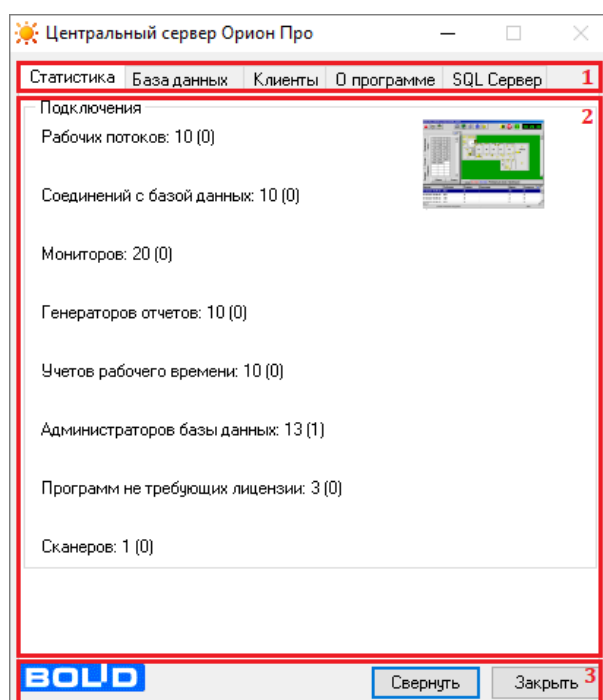 Центральный сервер Орион Про
Статистика База данных Клиенты О программе SQL Сервер 1
Подключения 2
Рабочих потоков: 10 (0)
Соединений с базой данных: 10 (0)
Мониторов: 20 (0)
Генераторов отчетов: 10 (0)
Учетов рабочего времени: 10 (0)
Администраторов базы данных: 13 (1)
Программ не требующих лицензии: 3 (0)
Сканеров: 1 (0)
BOLID Свернуть Закрыть 3